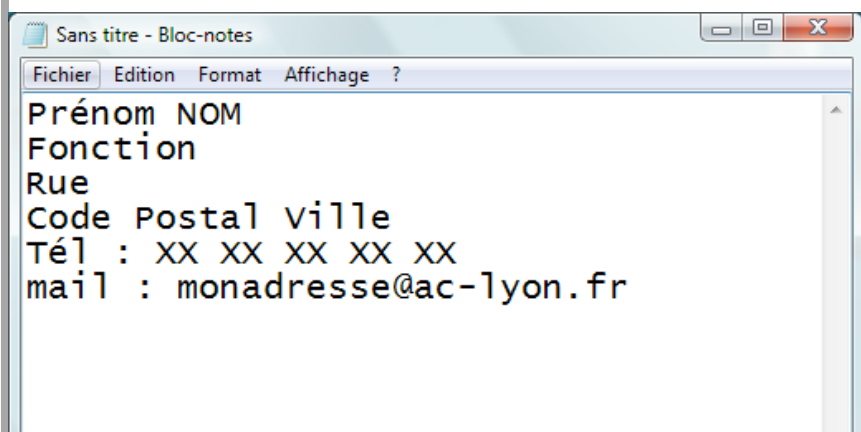 Sans titre - Bloc-notes
Fichier Edition Format Affichage ?
Prénom NOM
Fonction
Rue
Code Postal Ville
Tél : XX XX XX XX XX
mail : monadresse@ac-lyon.fr